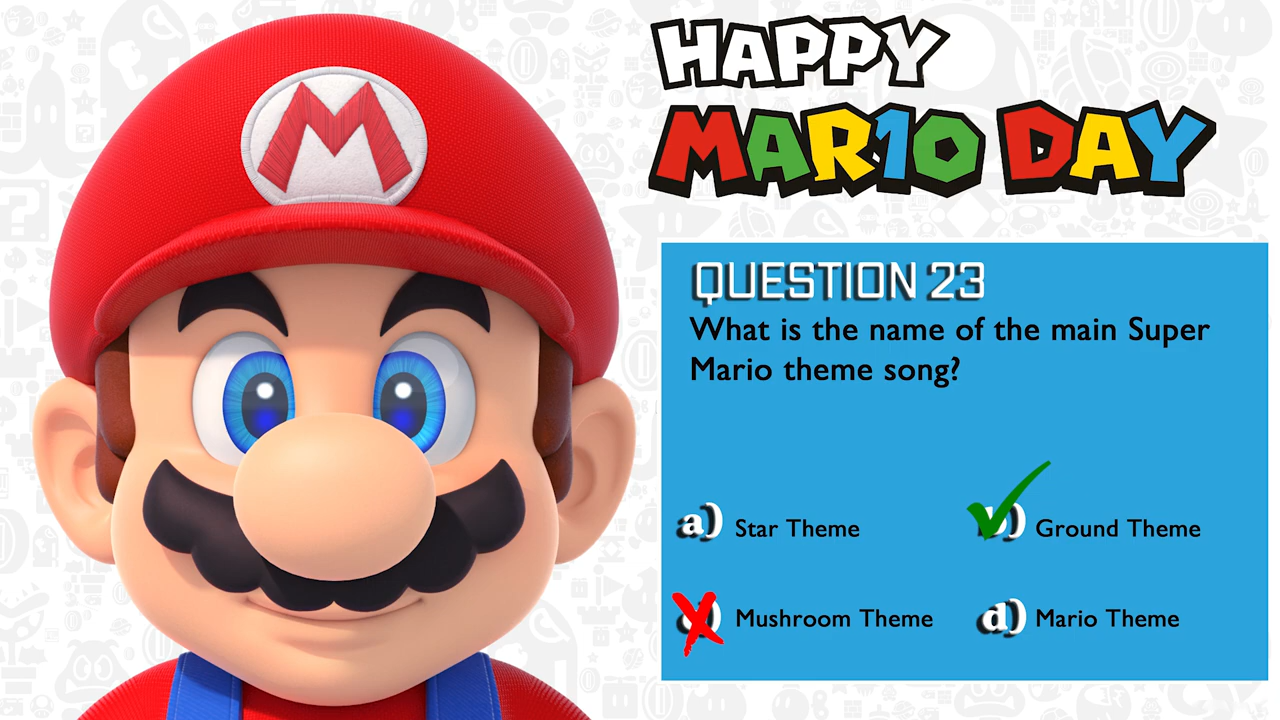 M
HAPPY
MAR10 DAY
QUESTION 23
What is the name of the main Super
Mario theme song?
a) Star Theme
b) Ground Theme
) Mushroom Theme
d) Mario Theme